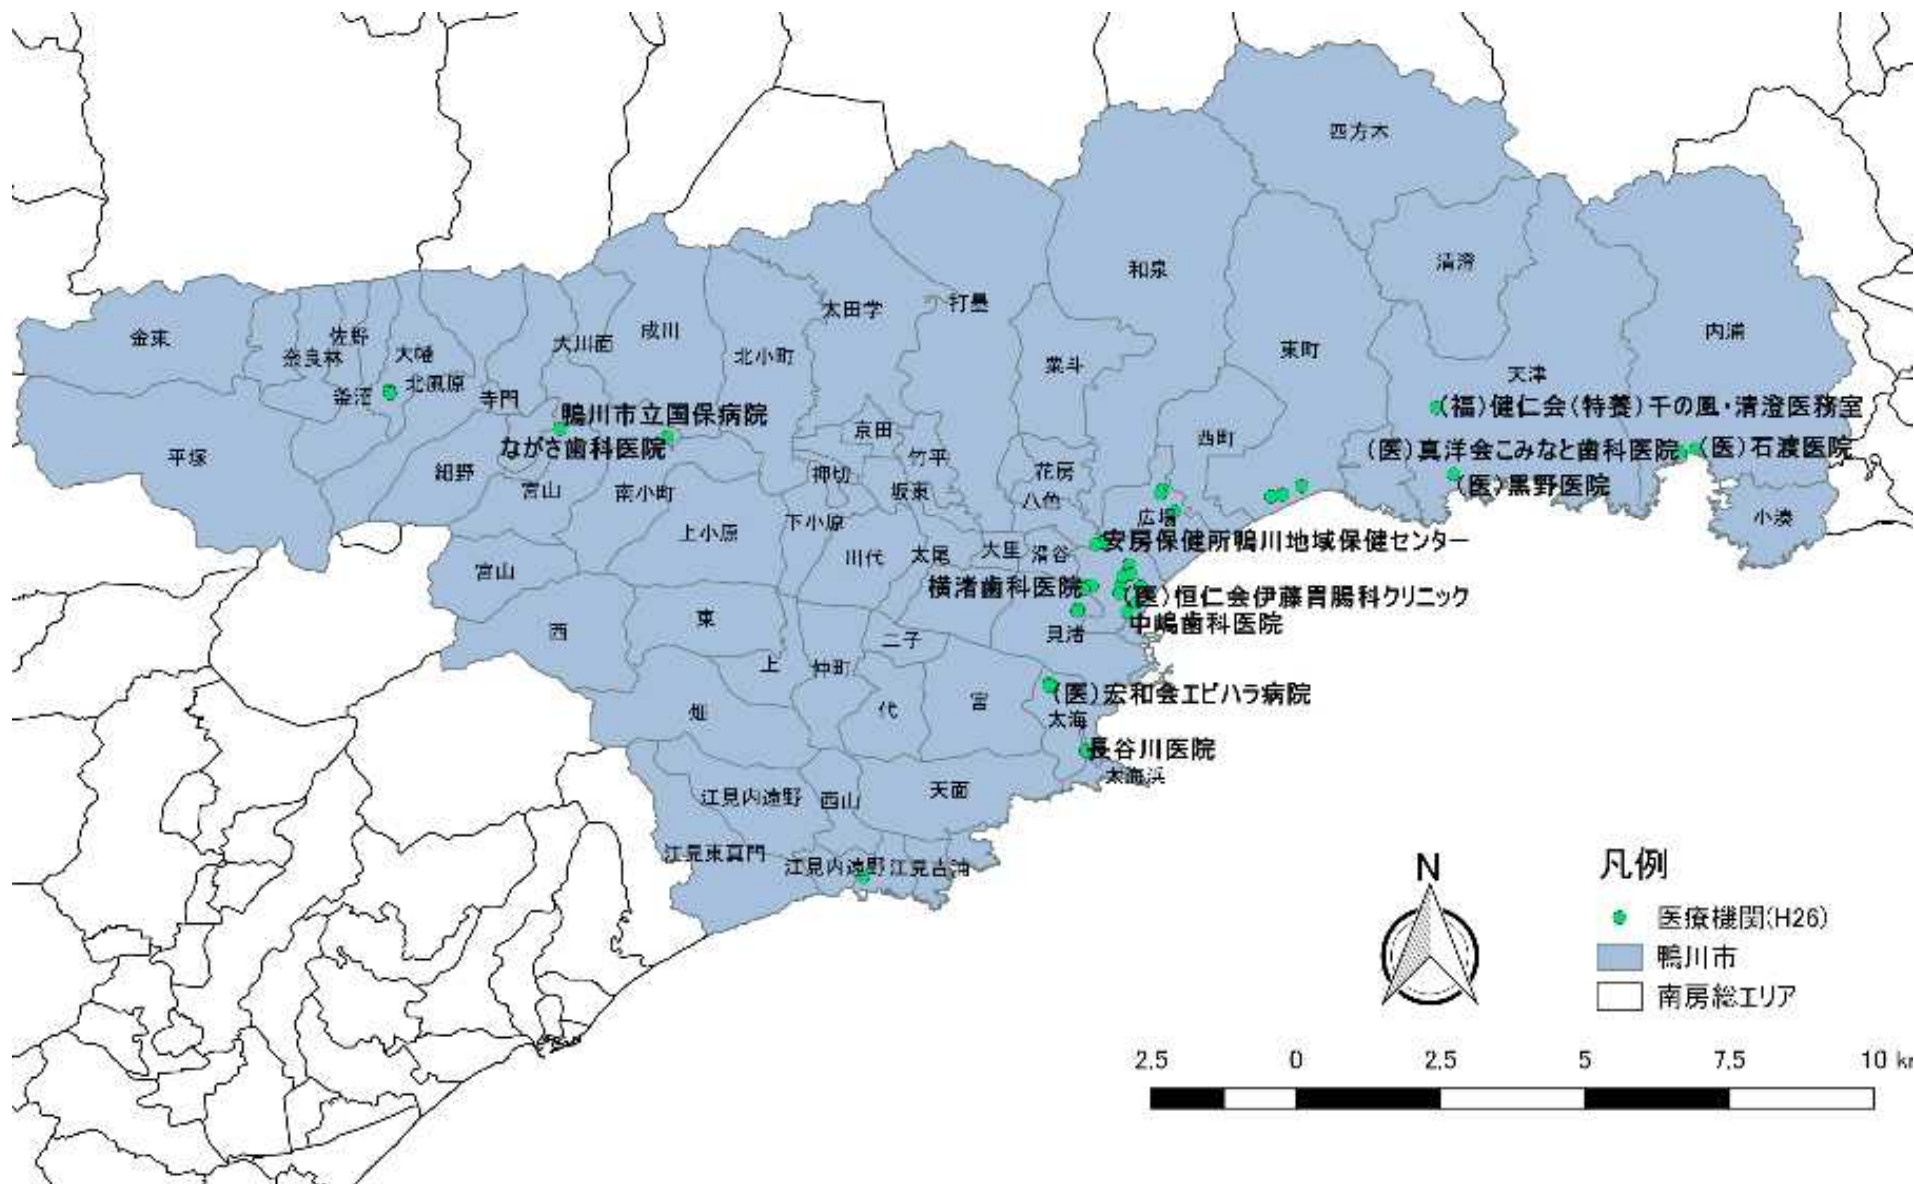 四方木
和泉
清澄
打墨
太田学
内浦
金束
佐野
奈良林
大幡
大川面
成川
北小町
東町
粟斗
天津
釜沼
北風原
寺門
(福)健仁会(特養)千の風・清澄医務室
鴨川市立国保病院
ながさ歯科医院
京田
西町
(医)真洋会こみなと歯科医院
(医)石渡医院
平塚
細野
竹平
花房
押切
坂東
宮山
南小町
八色
(医)黒野医院
広場
小湊
下小原
上小原
安房保健所鴨川地域保健センター
川代
太尾
大里
滑谷
宮山
横渚歯科医院
(医)恒仁会伊藤胃腸科クリニック
中嶋歯科医院
西
東
貝渚
二子
上
仲町
(医)宏和会エビハラ病院
畑
代
宮
太海
長谷川医院
太海浜
江見内遠野
西山
天面
江見東真門
江見内遠野
江見吉浦
N
凡例
医療機関(H26)
鴨川市
南房総エリア
2.5 0 2.5 5 7.5 10